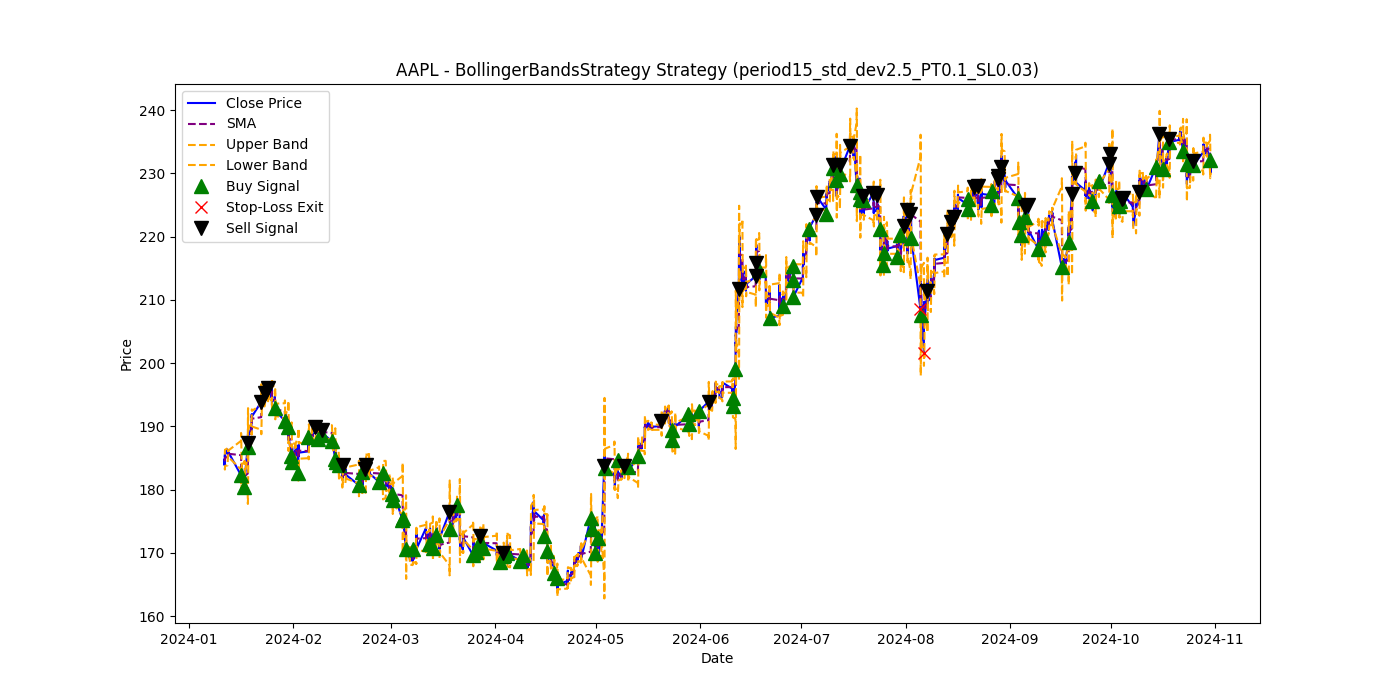 AAPL - BollingerBandsStrategy Strategy (period15_std_dev2.5_PT0.1_SL0.03)
Close Price
SMA
Upper Band
Lower Band
Buy Signal
Stop-Loss Exit
Sell Signal
240
230
220
210
200
190
180
170
160
Price
2024-01 2024-02 2024-03 2024-04 2024-05 2024-06 2024-07 2024-08 2024-09 2024-10 2024-11
Date